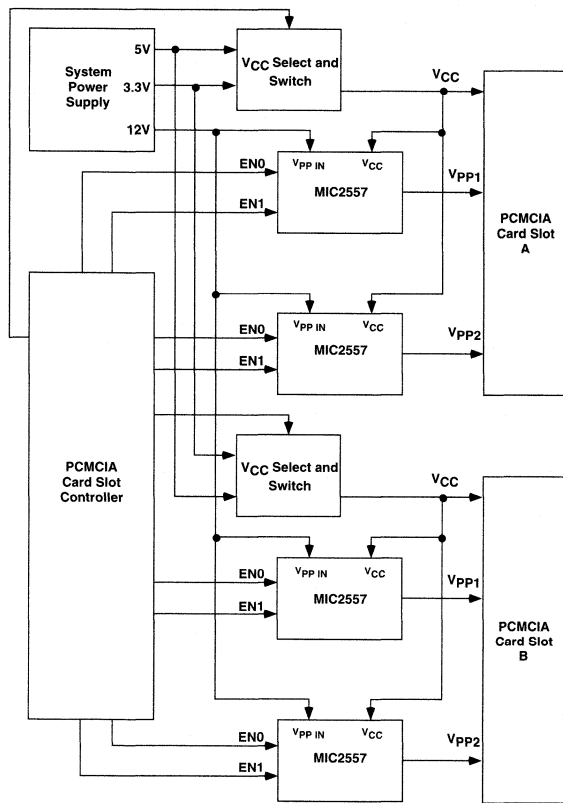 System
Power
Supply
5V
3.3V
12V
VCC Select and
Switch
VCC
EN0
EN1
VPP IN
VCC
MIC2557
VPP1
PCMCIA
Card Slot
A
EN0
EN1
VPP IN
VCC
MIC2557
VPP2
PCMCIA
Card Slot
Controller
VCC Select and
Switch
VCC
EN0
EN1
VPP IN
VCC
MIC2557
VPP1
PCMCIA
Card Slot
B
EN0
EN1
VPP IN
VCC
MIC2557
VPP2